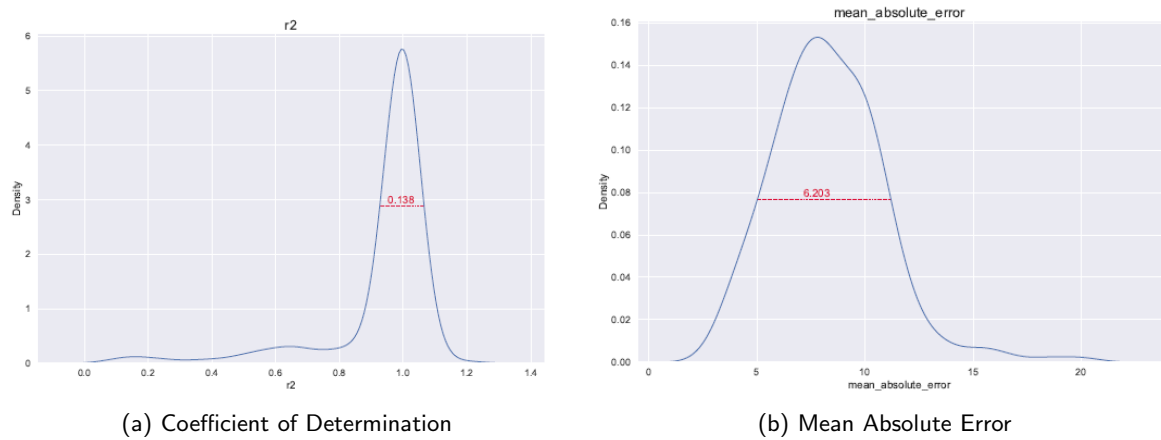 r2
6
5
4
3
2
1
0
Density
0.138
0.0 0.2 0.4 0.6 0.8 1.0 1.2 1.4
r2
(a) Coefficient of Determination
mean_absolute_error
0.16
0.14
0.12
0.10
0.08
0.06
0.04
0.02
0.00
Density
6.203
0 5 10 15 20
mean_absolute_error
(b) Mean Absolute Error